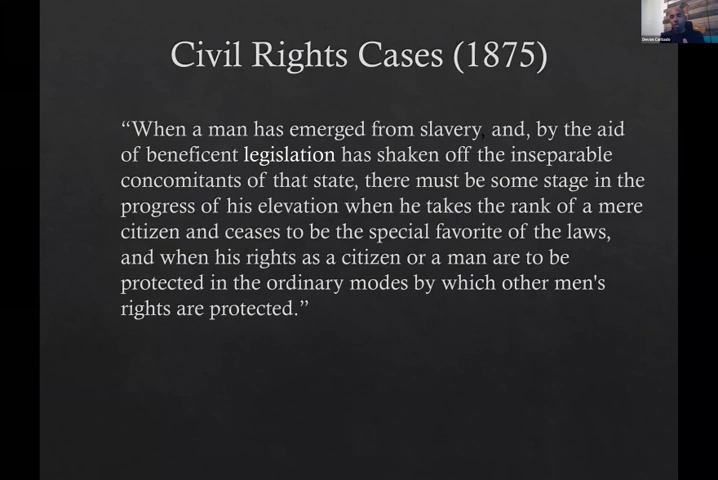 Civil Rights Cases (1875)
“When a man has emerged from slavery, and, by the aid
of beneficent legislation has shaken off the inseparable
concomitants of that state, there must be some stage in the
progress of his elevation when he takes the rank of a mere
citizen and ceases to be the special favorite of the laws,
and when his rights as a citizen or a man are to be
protected in the ordinary modes by which other men's
rights are protected.”
Devon Carbado